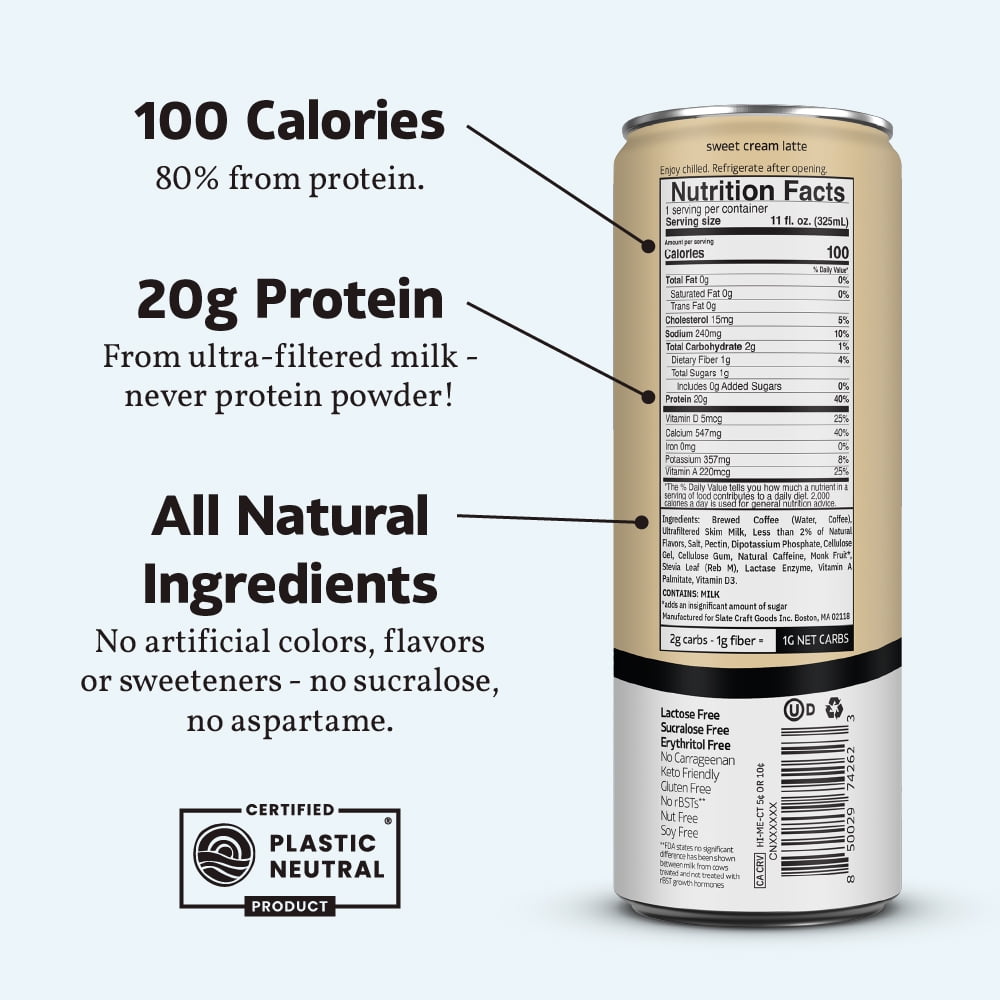 100 Calories
80% from protein.
20g Protein
From ultra-filtered milk -
never protein powder!
All Natural
Ingredients
No artificial colors, flavors
or sweeteners - no sucralose,
no aspartame.
CERTIFIED
PLASTIC
NEUTRAL®
PRODUCT
sweet cream latte
Enjoy chilled. Refrigerate after opening.
Nutrition Facts
1 serving per container
Serving size 11 fl. oz. (325mL)
Amount per serving
Calories 100
% Daily Value*
Total Fat 0g 0%
Saturated Fat 0g 0%
Trans Fat 0g
Cholesterol 15mg 5%
Sodium 240mg 10%
Total Carbohydrate 2g 1%
Dietary Fiber 1g 4%
Total Sugars 1g
Includes 0g Added Sugars 0%
Protein 20g 40%
Vitamin D 5mcg 25%
Calcium 547mg 40%
Iron 0mg 0%
Potassium 357mg 8%
Vitamin A 220mcg 25%
*The % Daily Value tells you how much a nutrient in a
serving of food contributes to a daily diet. 2,000
calories a day is used for general nutrition advice.
Ingredients: Brewed Coffee (Water, Coffee),
Ultrafiltered Skim Milk, Less than 2% of Natural
Flavors, Salt, Pectin, Dipotassium Phosphate, Cellulose
Gel, Cellulose Gum, Natural Caffeine, Monk Fruit*,
Stevia Leaf (Reb M), Lactase Enzyme, Vitamin A
Palmitate, Vitamin D3.
CONTAINS: MILK
*adds an insignificant amount of sugar
Manufactured for Slate Craft Goods Inc. Boston, MA 02118
2g carbs - 1g fiber = 1G NET CARBS
Lactose Free
Sucralose Free
Erythritol Free
No Carrageenan
Keto Friendly
Gluten Free
No rBSTs**
Nut Free
Soy Free
**FDA states no significant
difference has been shown
between milk from cows
treated and not treated with
rBST growth hormones
U D
CA CRV HI-ME-CT 5¢ OR 10¢
CNXXXXXX
8 50029 74262 3